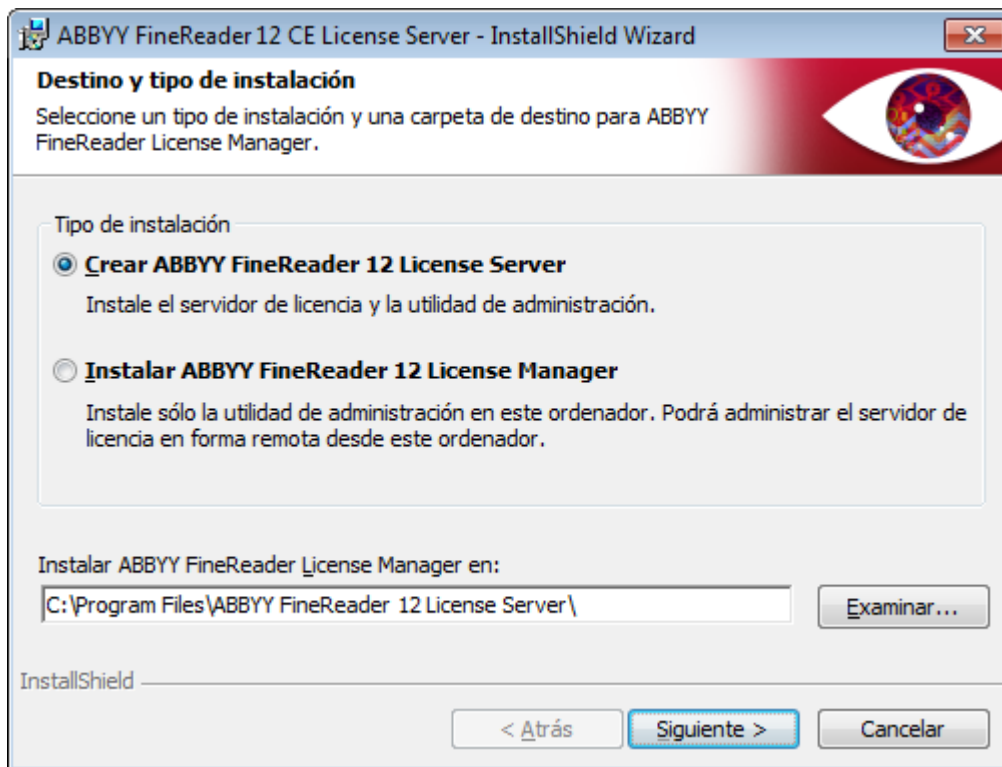 ABBYY FineReader 12 CE License Server - InstallShield Wizard
Destino y tipo de instalación
Seleccione un tipo de instalación y una carpeta de destino para ABBYY
FineReader License Manager.
Tipo de instalación
Crear ABBYY FineReader 12 License Server
Instale el servidor de licencia y la utilidad de administración.
Instalar ABBYY FineReader 12 License Manager
Instale sólo la utilidad de administración en este ordenador. Podrá administrar el servidor de
licencia en forma remota desde este ordenador.
Instalar ABBYY FineReader License Manager en:
C:\Program Files\ABBYY FineReader 12 License Server\
Examinar...
InstallShield
< Atrás
Siguiente >
Cancelar